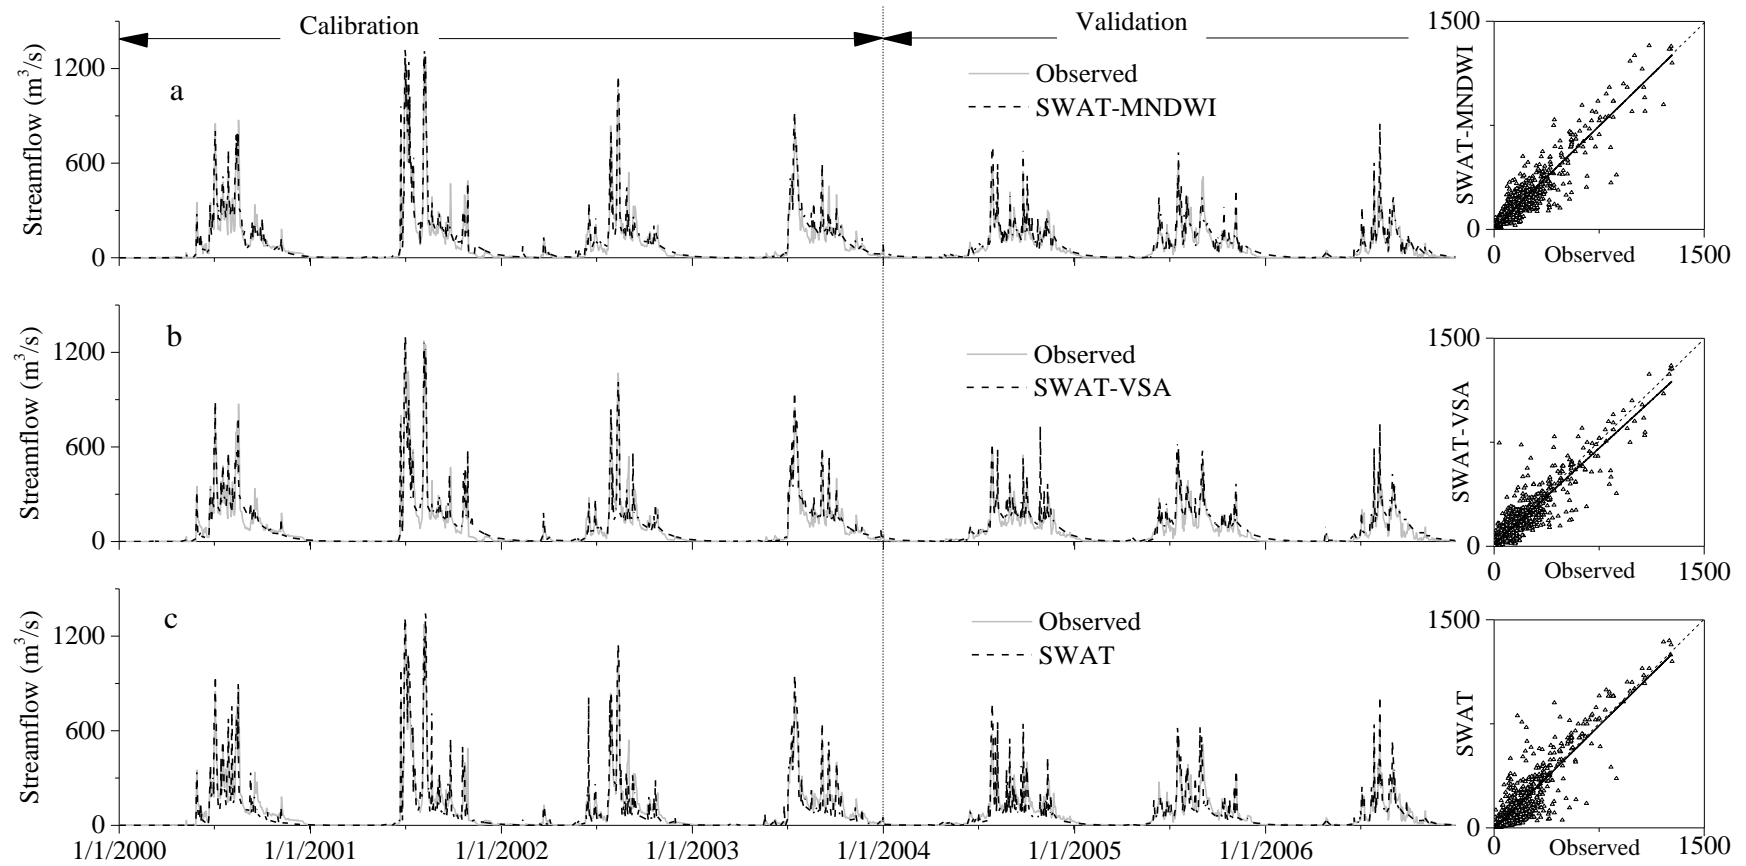 Calibration
Validation
Streamflow (m³/s)
1200
600
0
a
Observed
SWAT-MNDWI
1500
SWAT-MNDWI
0
0
Observed
1500
Streamflow (m³/s)
1200
600
0
b
Observed
SWAT-VSA
1500
SWAT-VSA
0
0
Observed
1500
Streamflow (m³/s)
1200
600
0
c
Observed
SWAT
1500
SWAT
0
0
Observed
1500
1/1/2000
1/1/2001
1/1/2002
1/1/2003
1/1/2004
1/1/2005
1/1/2006